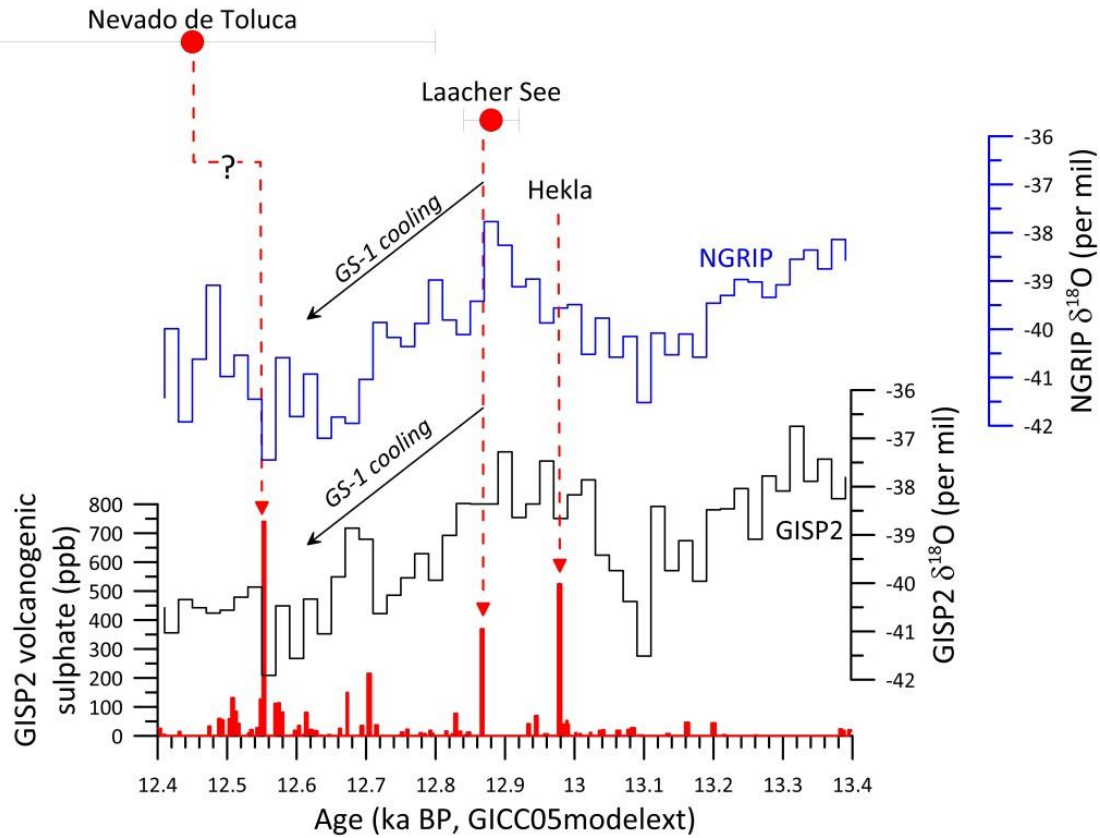 Nevado de Toluca
Laacher See
?
Hekla
GS-1 cooling
NGRIP
-36
-37
-38
-39
-40
-41
-42
NGRIP δ18O (per mil)
GS-1 cooling
GISP2
-36
-37
-38
-39
-40
-41
-42
GISP2 δ18O (per mil)
GISP2 volcanogenic
sulphate (ppb)
800
700
600
500
400
300
200
100
0
12.4 12.5 12.6 12.7 12.8 12.9 13 13.1 13.2 13.3 13.4
Age (ka BP, GICC05modelext)